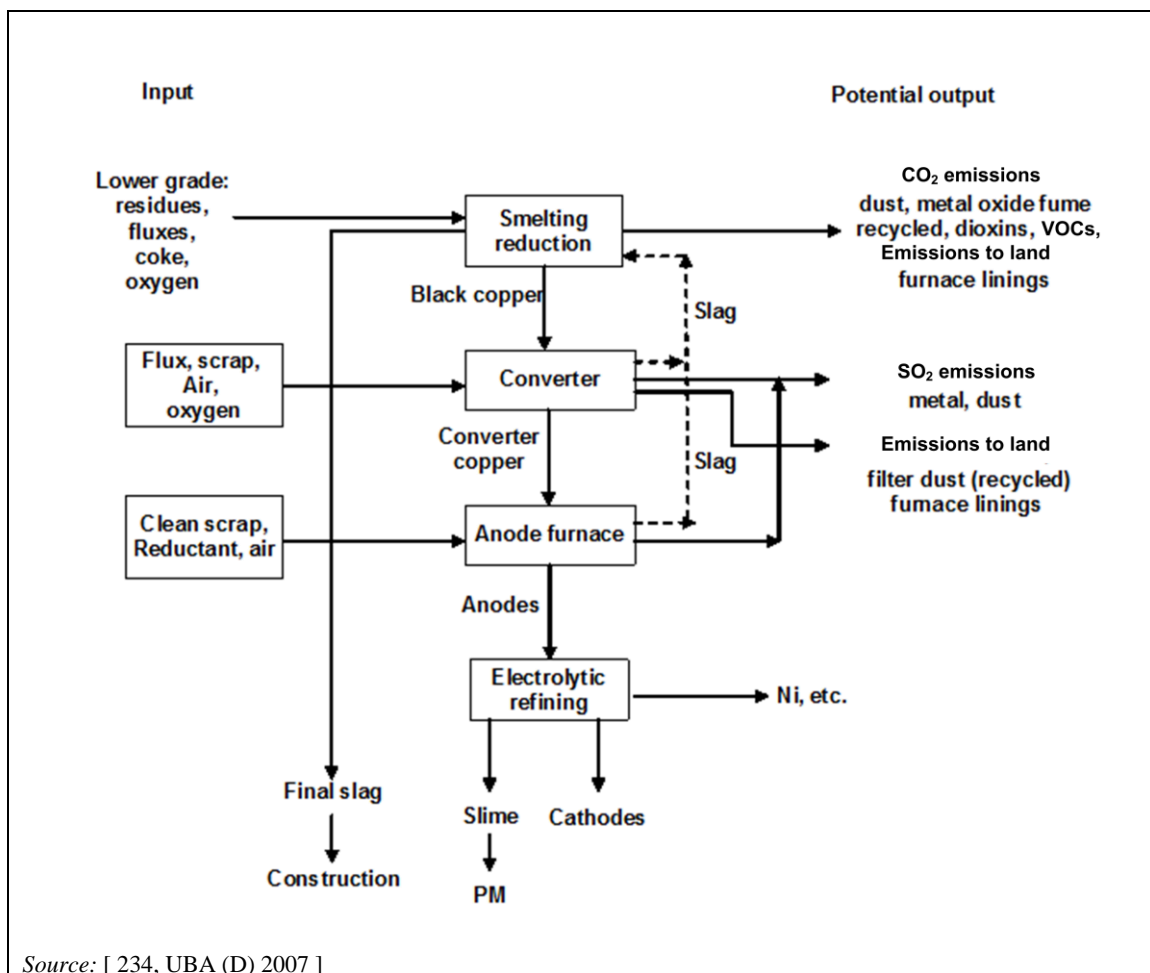 Input
Potential output
Lower grade:
residues,
fluxes,
coke,
oxygen
Smelting
reduction
CO₂ emissions
dust, metal oxide fume
recycled, dioxins, VOCs,
Emissions to land
furnace linings
Black copper
Slag
Flux, scrap,
Air,
oxygen
Converter
SO₂ emissions
metal, dust
Converter
copper
Slag
Emissions to land
filter dust (recycled)
furnace linings
Clean scrap,
Reductant, air
Anode furnace
Anodes
Electrolytic
refining
Ni, etc.
Final slag
Slime
Cathodes
Construction
PM
Source: [ 234, UBA (D) 2007 ]